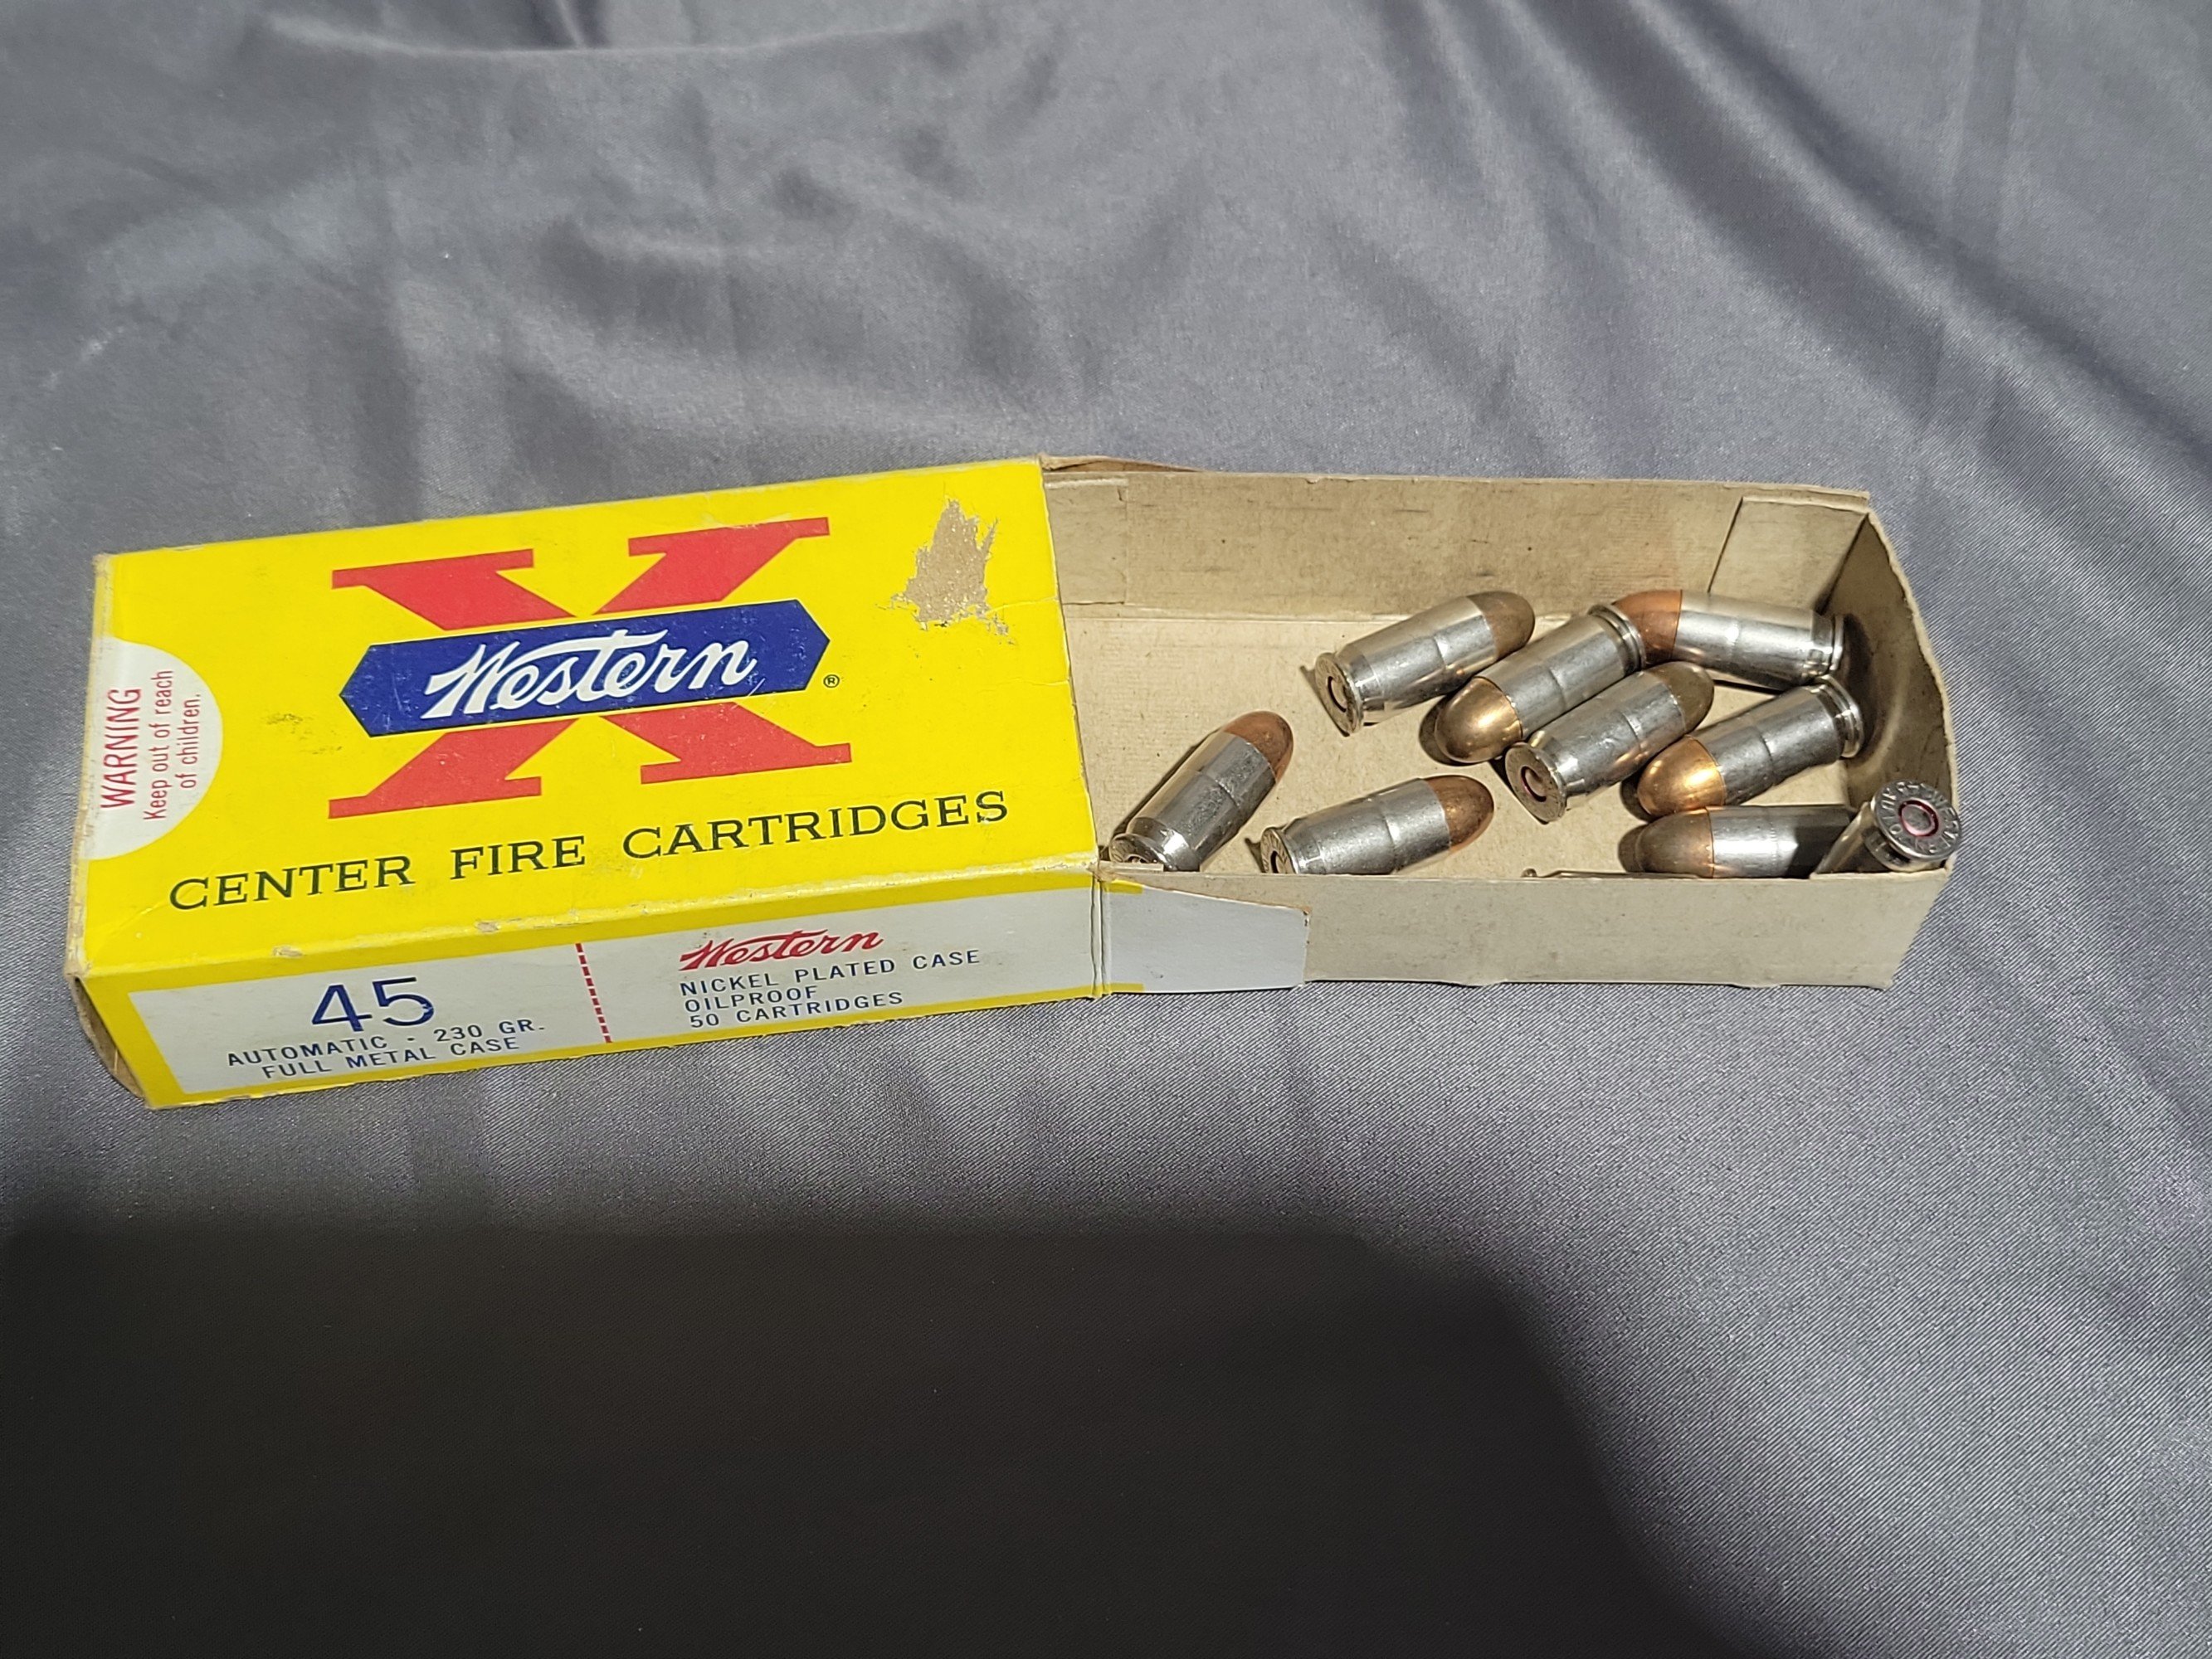 WARNING
Keep out of reach
of children.
Western®
CENTER FIRE CARTRIDGES
45
AUTOMATIC · 230 GR.
FULL METAL CASE
Western
NICKEL PLATED CASE
OILPROOF
50 CARTRIDGES